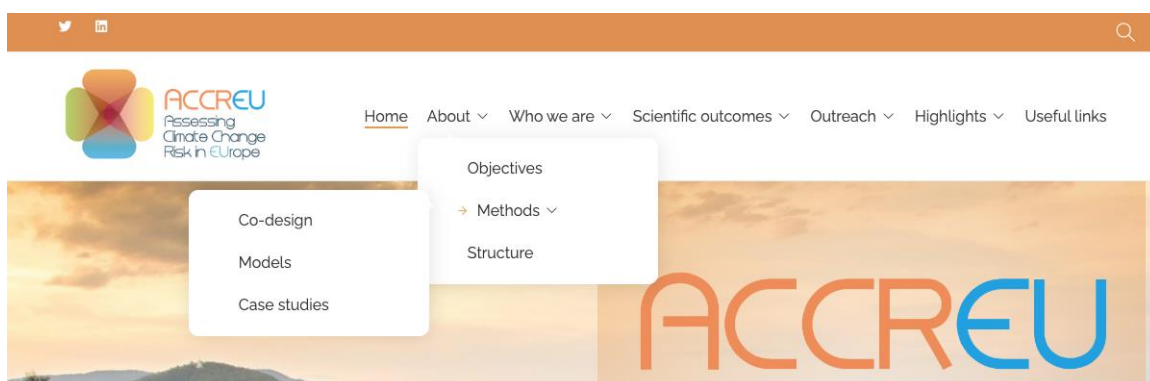 ACCREU
Assessing
Climate Change
Risk in EUrope
Home About Who we are Scientific outcomes Outreach Highlights Useful links
Objectives
Methods
Structure
Co-design
Models
Case studies
ACCREU